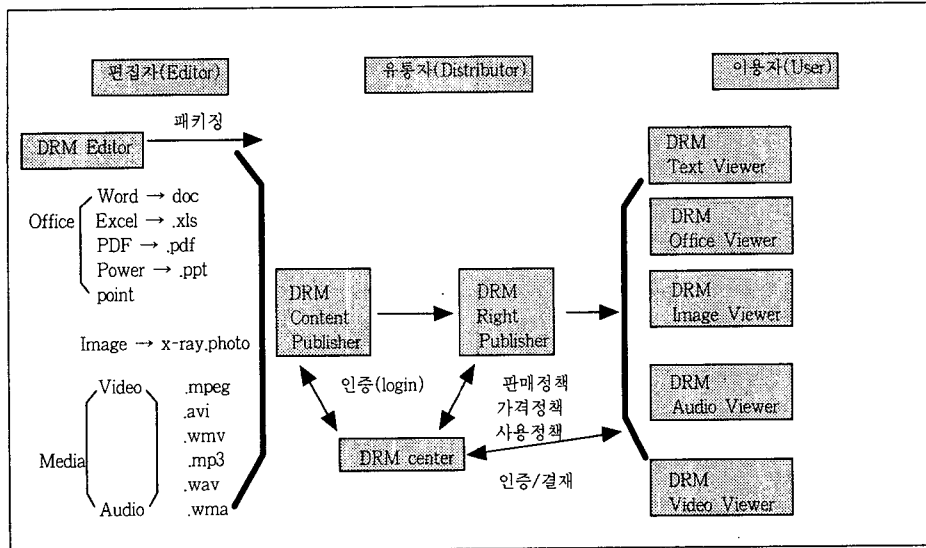 편집자(Editor)
유통자(Distributor)
이용자(User)
DRM Editor
패키징
Office
Word → doc
Excel → .xls
PDF → .pdf
Power → .ppt
point
Image → x-ray.photo
Media
Video
Audio
.mpeg
.avi
.wmv
.mp3
.wav
.wma
DRM
Content
Publisher
DRM
Right
Publisher
인증(login)
판매정책
가격정책
사용정책
DRM center
인증/결재
DRM
Text Viewer
DRM
Office Viewer
DRM
Image Viewer
DRM
Audio Viewer
DRM
Video Viewer